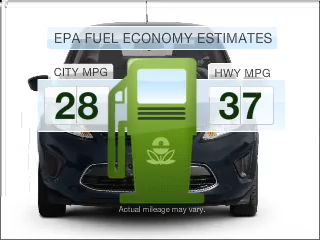 EPA FUEL ECONOMY ESTIMATES
CITY MPG
HWY MPG
28
37
Actual mileage may vary.